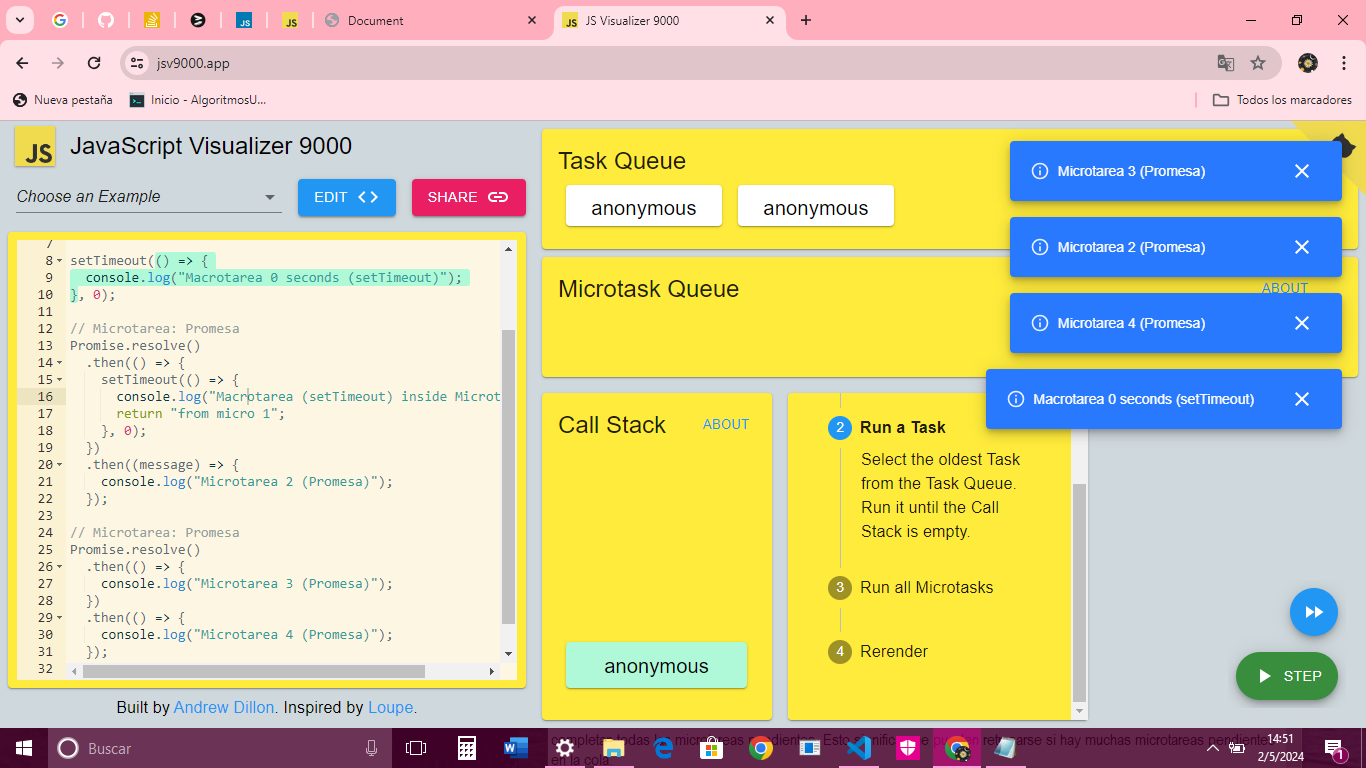 Document
JS Visualizer 9000
jsv9000.app
Nueva pestaña
Inicio - AlgoritmosU...
Todos los marcadores
JS
JavaScript Visualizer 9000
Choose an Example
EDIT
SHARE
7
8 setTimeout(() => {
9 console.log("Macrotarea 0 seconds (setTimeout)");
10 }, 0);
11
12 // Microtarea: Promesa
13 Promise.resolve()
14 .then(() => {
15 setTimeout(() => {
16 console.log("Macrotarea (setTimeout) inside Microt
17 return "from micro 1";
18 }, 0);
19 })
20 .then((message) => {
21 console.log("Microtarea 2 (Promesa)");
22 });
23
24 // Microtarea: Promesa
25 Promise.resolve()
26 .then(() => {
27 console.log("Microtarea 3 (Promesa)");
28 })
29 .then(() => {
30 console.log("Microtarea 4 (Promesa)");
31 });
32
Built by Andrew Dillon. Inspired by Loupe.
Task Queue
anonymous
anonymous
Microtask Queue
ABOUT
Call Stack
ABOUT
anonymous
2 Run a Task
Select the oldest Task
from the Task Queue.
Run it until the Call
Stack is empty.
3 Run all Microtasks
4 Rerender
Microtarea 3 (Promesa)
Microtarea 2 (Promesa)
Microtarea 4 (Promesa)
Macrotarea 0 seconds (setTimeout)
STEP
Buscar
14:51
2/5/2024
1